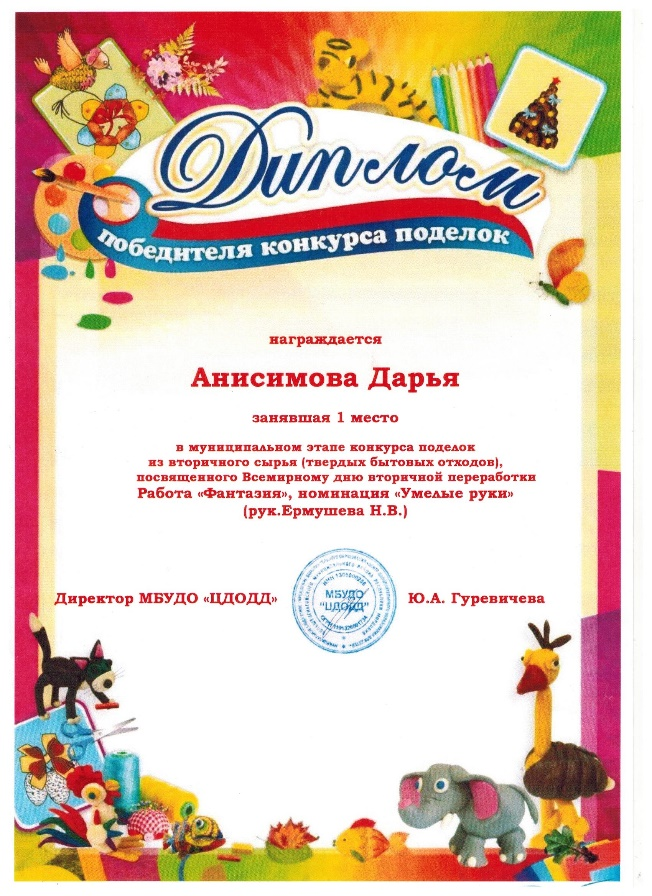 Диплом
победителя конкурса поделок
награждается
Анисимова Дарья
занявшая 1 место
в муниципальном этапе конкурса поделок
из вторичного сырья (твердых бытовых отходов),
посвященного Всемирному дню вторичной переработки
Работа «Фантазия», номинация «Умелые руки»
(рук.Ермушева Н.В.)
Директор МБУДО «ЦДОДД»
МБУДО
"ЦДОДД"
Ю.А. Гуревичева